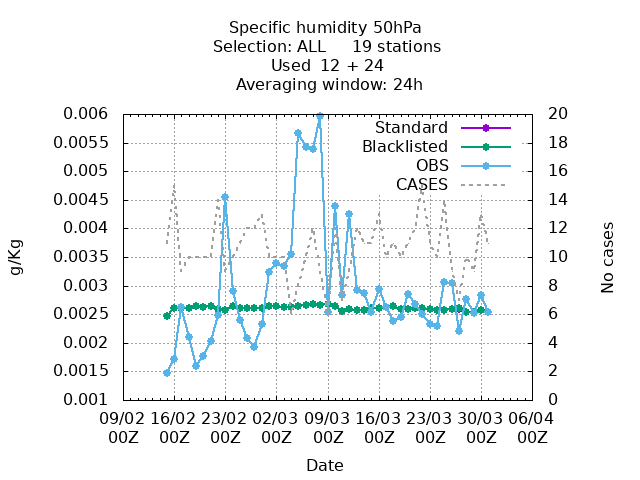 Specific humidity 50hPa
Selection: ALL 19 stations
Used 12 + 24
Averaging window: 24h
0.006
0.0055
0.005
0.0045
0.004
0.0035
0.003
0.0025
0.002
0.0015
0.001
g/Kg
Standard
Blacklisted
OBS
CASES
20
18
16
14
12
10
8
6
4
2
0
No cases
09/02 16/02 23/02 02/03 09/03 16/03 23/03 30/03 06/04
00Z 00Z 00Z 00Z 00Z 00Z 00Z 00Z 00Z
Date